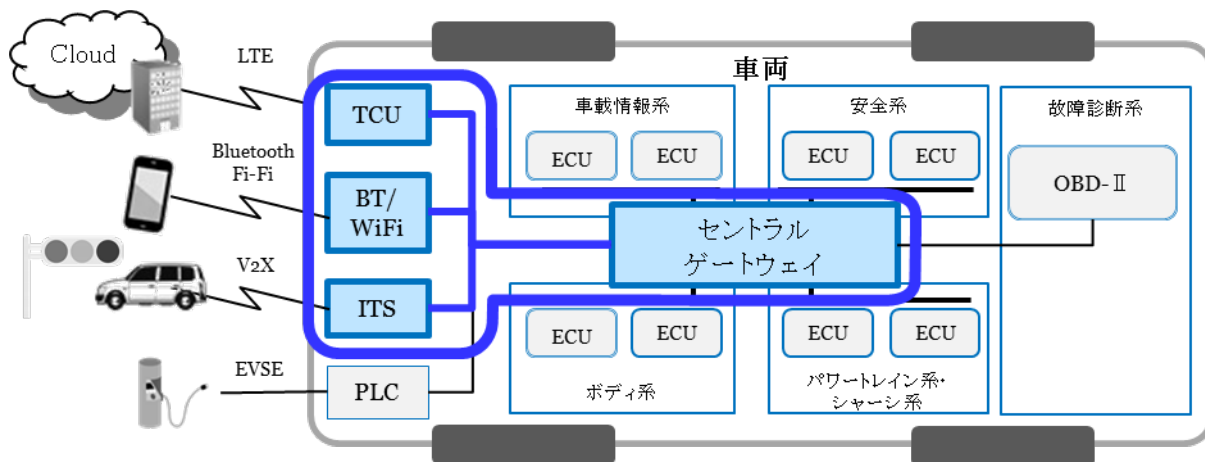 Cloud
LTE
Bluetooth
Fi-Fi
V2X
EVSE
TCU
BT/
WiFi
ITS
PLC
車両
車載情報系
ECU
ECU
安全系
ECU
ECU
故障診断系
OBD-Ⅱ
セントラル
ゲートウェイ
ECU
ECU
ボディ系
ECU
ECU
パワートレイン系・
シャーシ系